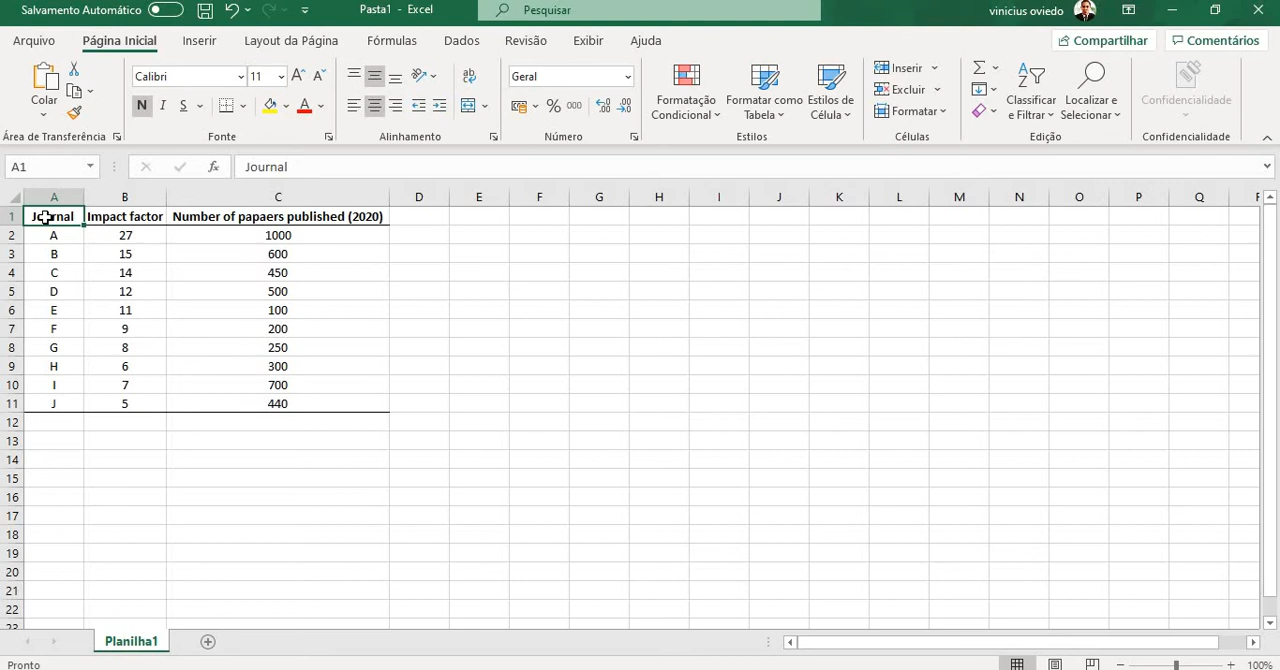 Salvamento Automático Pasta1 - Excel Pesquisar vinicius oviedo
Arquivo Página Inicial Inserir Layout da Página Fórmulas Dados Revisão Exibir Ajuda Compartilhar Comentários
Colar Calibri 11 Geral Formatação Condicional Formatar como Tabela Estilos de Célula Inserir Excluir Formatar Classificar e Filtrar Localizar e Selecionar Confidencialidade
N I S ab % 000
Área de Transferência Fonte Alinhamento Número Estilos Células Edição Confidencialidade
A1 fx Journal
A B C D E F G H I J K L M N O P Q
1 Journal Impact factor Number of papaers published (2020)
2 A 27 1000
3 B 15 600
4 C 14 450
5 D 12 500
6 E 11 100
7 F 9 200
8 G 8 250
9 H 6 300
10 I 7 700
11 J 5 440
12
13
14
15
16
17
18
19
20
21
22
23
Planilha1
Pronto 100%